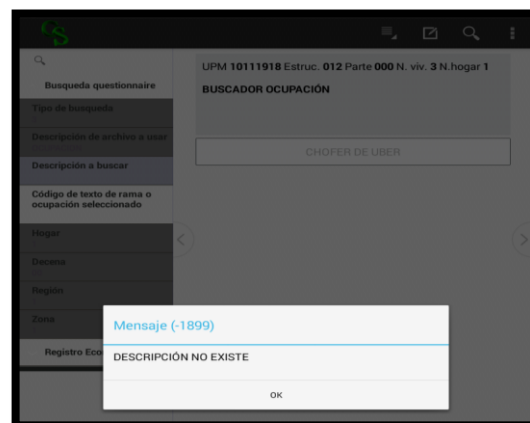 CS
Busqueda questionnaire
Tipo de busqueda
Descripción de archivo a usar
Descripción a buscar
Código de texto de rama o
ocupación seleccionado
Hogar
Decena
Región
Zona
Registro Eco
UPM 10111918 Estruc. 012 Parte 000 N. viv. 3 N.hogar 1
BUSCADOR OCUPACIÓN
CHOFER DE UBER
Mensaje (-1899)
DESCRIPCIÓN NO EXISTE
OK